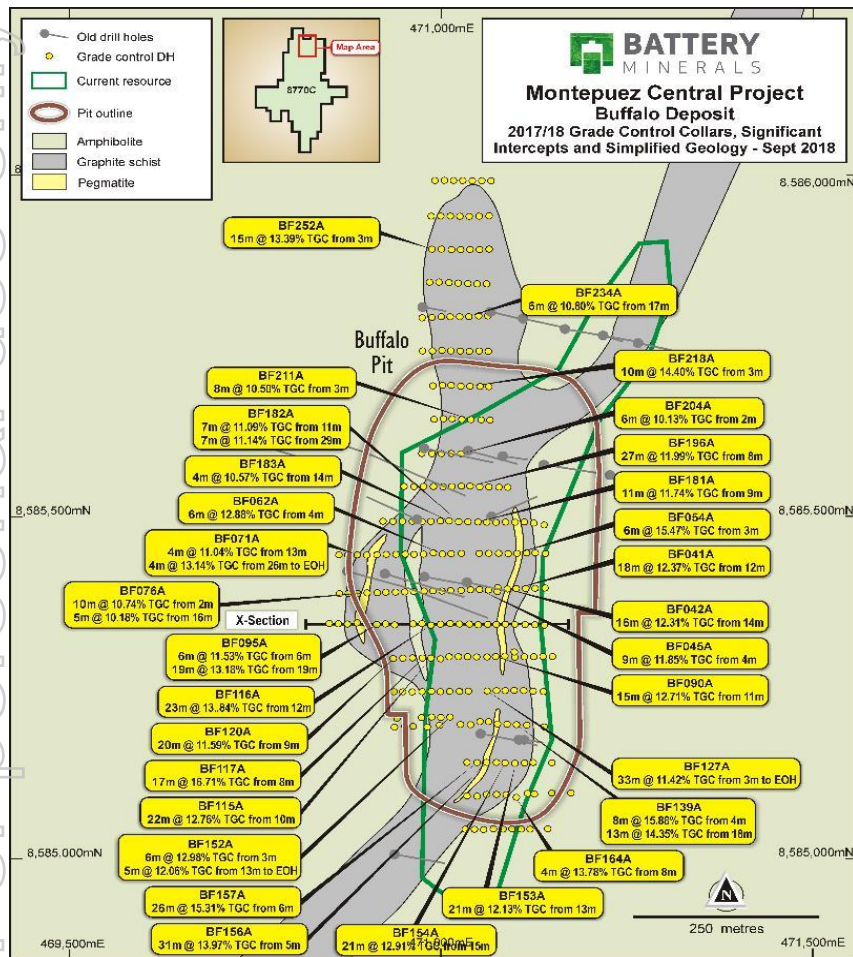 Old drill holes
Grade control DH
Current resource
Pit outline
Amphibolite
Graphite schist
Pegmatite
Map Area
8770C
471,000mE
BATTERY
MINERALS
Montepuez Central Project
Buffalo Deposit
2017/18 Grade Control Collars, Significant
Intercepts and Simplified Geology - Sept 2018
8,586,000mN
BF252A
15m @ 13.39% TGC from 3m
BF234A
6m @ 10.80% TGC from 17m
Buffalo
Pit
BF218A
10m @ 14.40% TGC from 3m
BF211A
8m @ 10.50% TGC from 3m
BF204A
6m @ 10.13% TGC from 2m
BF182A
7m @ 11.09% TGC from 11m
7m @ 11.14% TGC from 29m
BF196A
27m @ 11.99% TGC from 8m
BF183A
4m @ 10.57% TGC from 14m
BF181A
11m @ 11.74% TGC from 9m
BF062A
6m @ 12.88% TGC from 4m
8,585,500mN
8,585,500mN
BF054A
6m @ 15.47% TGC from 3m
BF071A
4m @ 11.04% TGC from 13m
4m @ 13.14% TGC from 26m to EOH
BF041A
18m @ 12.37% TGC from 12m
BF076A
10m @ 10.74% TGC from 2m
5m @ 10.18% TGC from 16m
BF042A
16m @ 12.31% TGC from 14m
X-Section
BF095A
6m @ 11.53% TGC from 6m
19m @ 13.18% TGC from 19m
BF045A
9m @ 11.85% TGC from 4m
BF090A
15m @ 12.71% TGC from 11m
BF116A
23m @ 13..84% TGC from 12m
BF120A
20m @ 11.59% TGC from 9m
BF127A
33m @ 11.42% TGC from 3m to EOH
BF117A
17m @ 16.71% TGC from 8m
BF115A
22m @ 12.76% TGC from 10m
BF139A
8m @ 15.88% TGC from 4m
13m @ 14.35% TGC from 18m
BF152A
6m @ 12.98% TGC from 3m
5m @ 12.06% TGC from 13m to EOH
8,585,000mN
8,585,000mN
BF164A
4m @ 13.78% TGC from 8m
BF157A
26m @ 15.31% TGC from 6m
BF153A
21m @ 12.13% TGC from 13m
BF156A
31m @ 13.97% TGC from 5m
BF154A
21m @ 12.91% TGC from 15m
N
250 metres
469,500mE
471,000mE
471,500mE